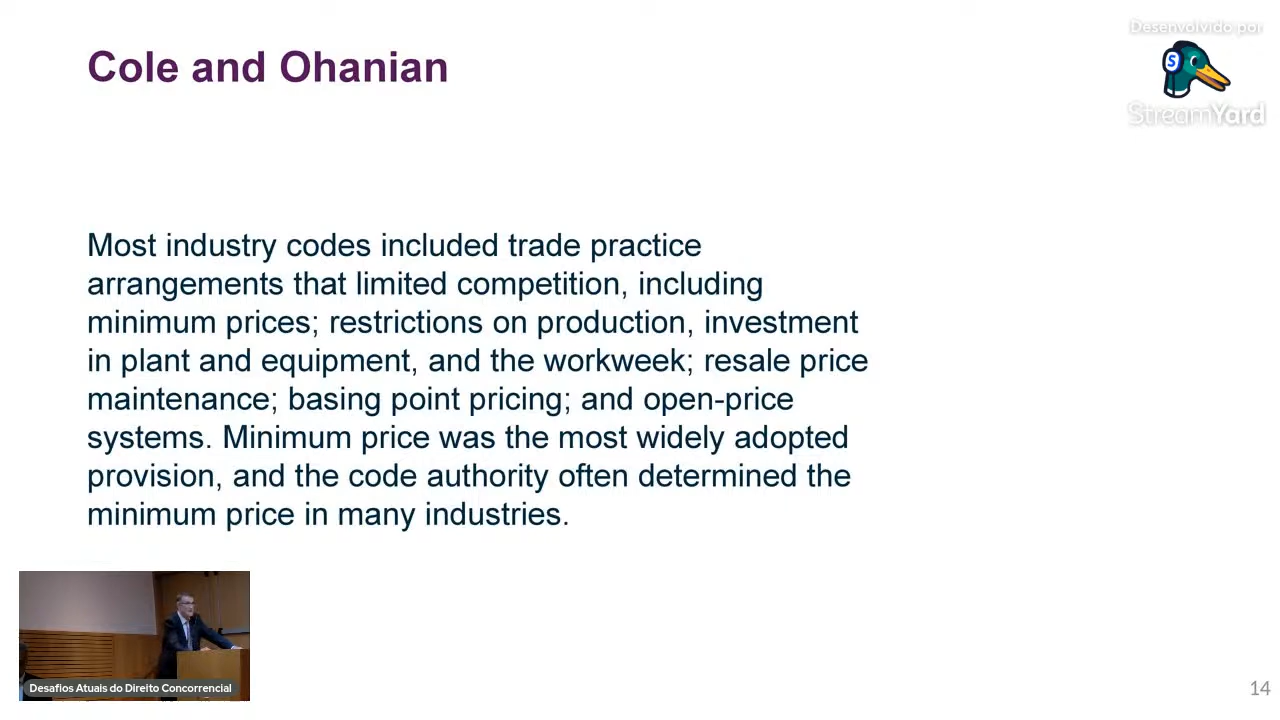 Desenvolvido por
StreamYard
Cole and Ohanian
Most industry codes included trade practice
arrangements that limited competition, including
minimum prices; restrictions on production, investment
in plant and equipment, and the workweek; resale price
maintenance; basing point pricing; and open-price
systems. Minimum price was the most widely adopted
provision, and the code authority often determined the
minimum price in many industries.
Desafios Atuais do Direito Concorrencial
14